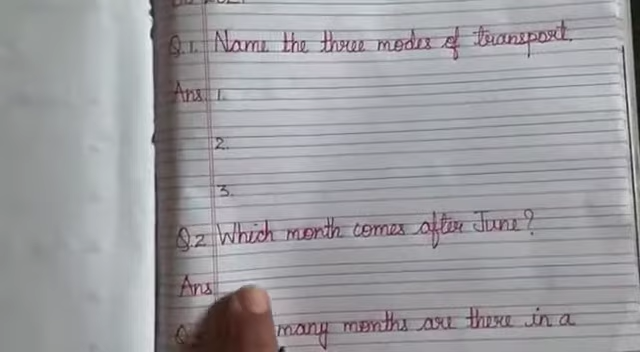 Q.1. Name the three modes of transport.
Ans 1.
2.
3.
Q.2 Which month comes after June?
Ans
many months are there in a